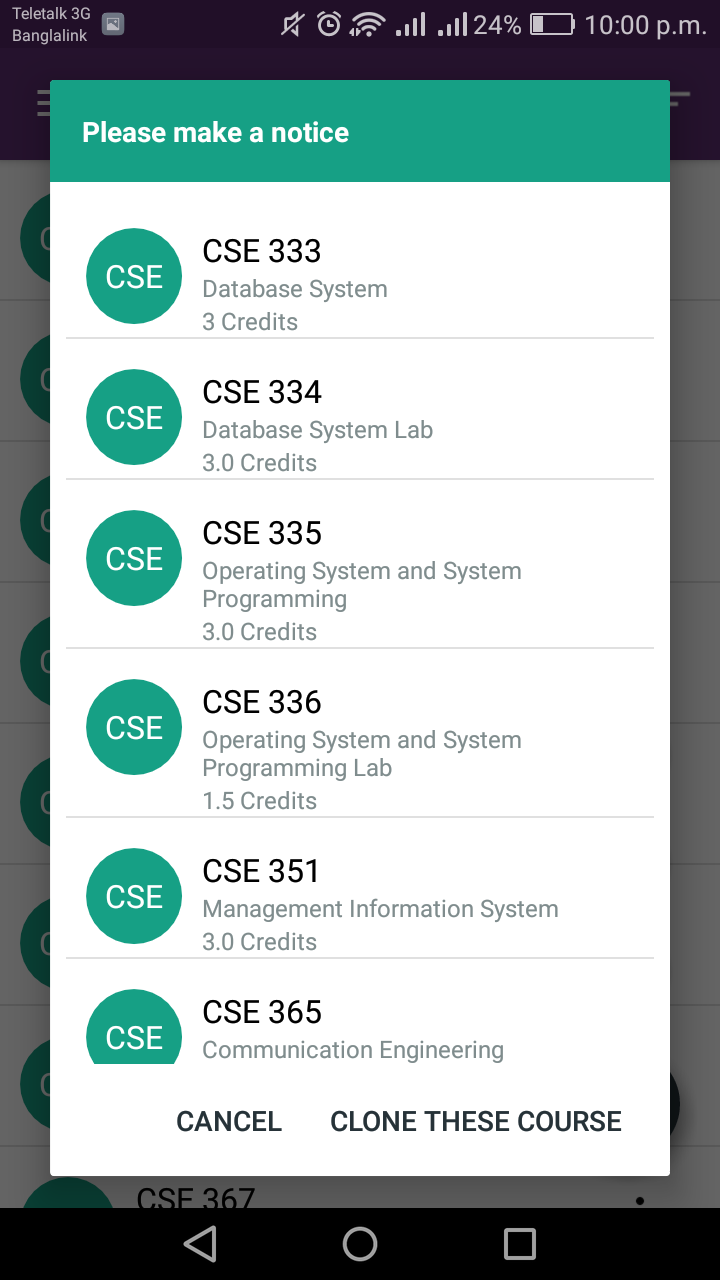 Teletalk 3G
Banglalink
24%
10:00 p.m.
Please make a notice
CSE
CSE 333
Database System
3 Credits
CSE
CSE 334
Database System Lab
3.0 Credits
CSE
CSE 335
Operating System and System
Programming
3.0 Credits
CSE
CSE 336
Operating System and System
Programming Lab
1.5 Credits
CSE
CSE 351
Management Information System
3.0 Credits
CSE
CSE 365
Communication Engineering
CANCEL
CLONE THESE COURSE
CSE 367